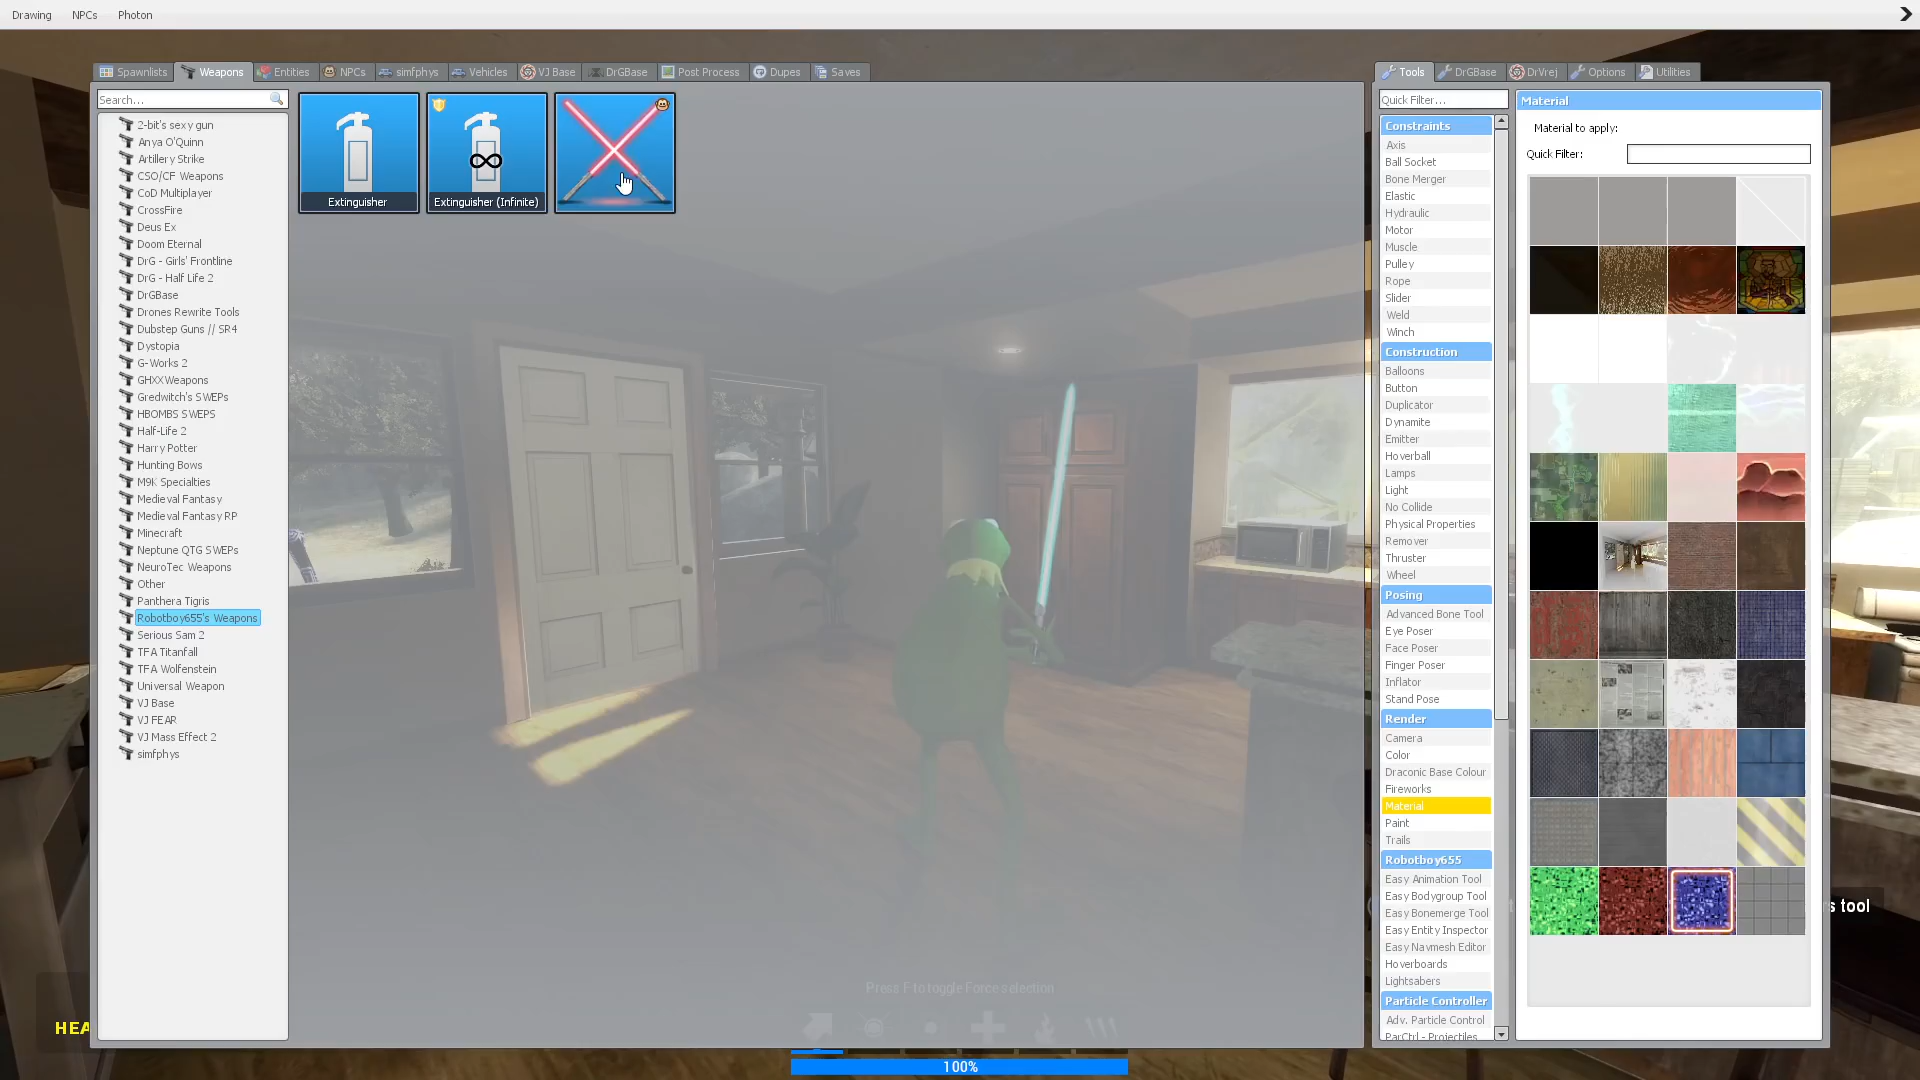 Drawing NPCs Photon
Spawnlists Weapons Entities NPCs simfphys Vehicles VJ Base DrGBase Post Process Dupes Saves
Search...
2-bit's sexy gun
Anya O'Quinn
Artillery Strike
CSO/CF Weapons
CoD Multiplayer
CrossFire
Deus Ex
Doom Eternal
DrG - Girls' Frontline
DrG - Half Life 2
DrGBase
Drones Rewrite Tools
Dubstep Guns // SR4
Dystopia
G-Works 2
GHXXWeapons
Gredwitch's SWEPs
HBOMBS SWEPS
Half-Life 2
Harry Potter
Hunting Bows
M9K Specialties
Medieval Fantasy
Medieval Fantasy RP
Minecraft
Neptune QTG SWEPs
NeuroTec Weapons
Other
Panthera Tigris
Robotboy655's Weapons
Serious Sam 2
TFA Titanfall
TFA Wolfenstein
Universal Weapon
VJ Base
VJ FEAR
VJ Mass Effect 2
simfphys
Extinguisher
Extinguisher (Infinite)
Press F to toggle Force selection
HEA
100%
Tools DrGBase DrVrej Options Utilities
Quick Filter...
Constraints
Axis
Ball Socket
Bone Merger
Elastic
Hydraulic
Motor
Muscle
Pulley
Rope
Slider
Weld
Winch
Construction
Balloons
Button
Duplicator
Dynamite
Emitter
Hoverball
Lamps
Light
No Collide
Physical Properties
Remover
Thruster
Wheel
Posing
Advanced Bone Tool
Eye Poser
Face Poser
Finger Poser
Inflator
Stand Pose
Render
Camera
Color
Draconic Base Colour
Fireworks
Material
Paint
Trails
Robotboy655
Easy Animation Tool
Easy Bodygroup Tool
Easy Bonemerge Tool
Easy Entity Inspector
Easy Navmesh Editor
Hoverboards
Lightsabers
Particle Controller
Adv. Particle Control
ParCtrl - Projectiles
Material
Material to apply:
Quick Filter:
s tool